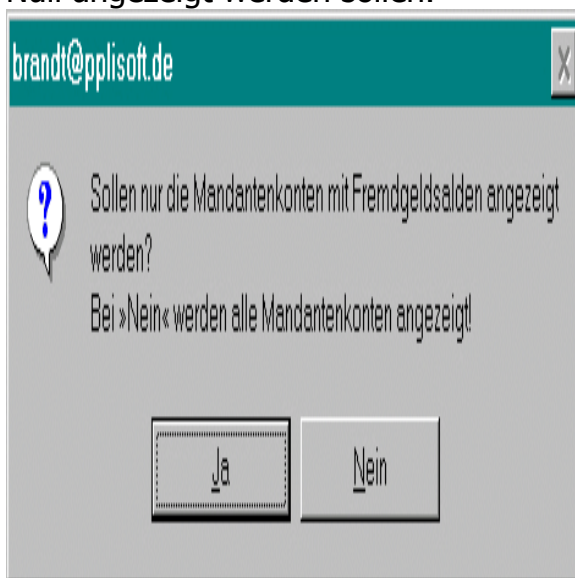 Null angezeigt werden sollen.
brandt@pplisoft.de
Sollen nur die Mandantenkonten mit Fremdgeldsalden angezeigt
werden?
Bei »Nein« werden alle Mandantenkonten angezeigt!
Ja
Nein